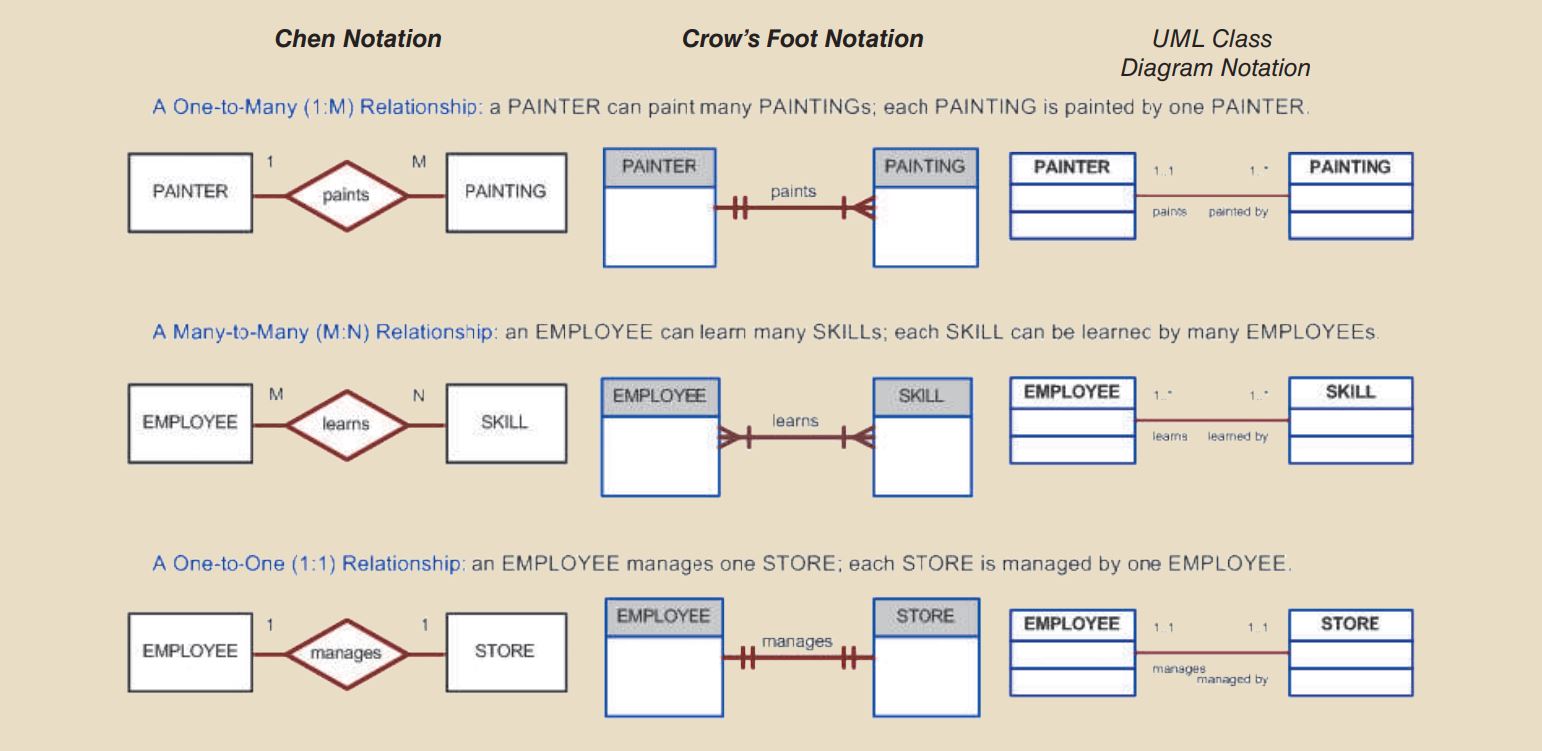 Chen Notation
Crow's Foot Notation
UML Class
Diagram Notation
A One-to-Many (1:M) Relationship: a PAINTER can paint many PAINTINGs; each PAINTING is painted by one PAINTER.
PAINTER
1
paints
M
PAINTING
PAINTER
paints
PAINTING
PAINTER
1..1
1..*
paints
painted by
PAINTING
A Many-to-Many (M:N) Relationship: an EMPLOYEE can learn many SKILLs; each SKILL can be learned by many EMPLOYEEs.
EMPLOYEE
M
learns
N
SKILL
EMPLOYEE
learns
SKILL
EMPLOYEE
1..*
1..*
learns
learned by
SKILL
A One-to-One (1:1) Relationship: an EMPLOYEE manages one STORE; each STORE is managed by one EMPLOYEE.
EMPLOYEE
1
manages
1
STORE
EMPLOYEE
manages
STORE
EMPLOYEE
1..1
1..1
manages
managed by
STORE